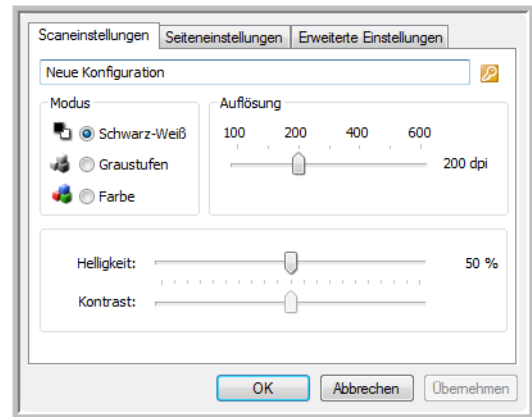 Scaneinstellungen Seiteneinstellungen Erweiterte Einstellungen
Neue Konfiguration
Modus
Schwarz-Weiß
Graustufen
Farbe
Auflösung
100 200 400 600
200 dpi
Helligkeit: 50 %
Kontrast:
OK Abbrechen Übernehmen